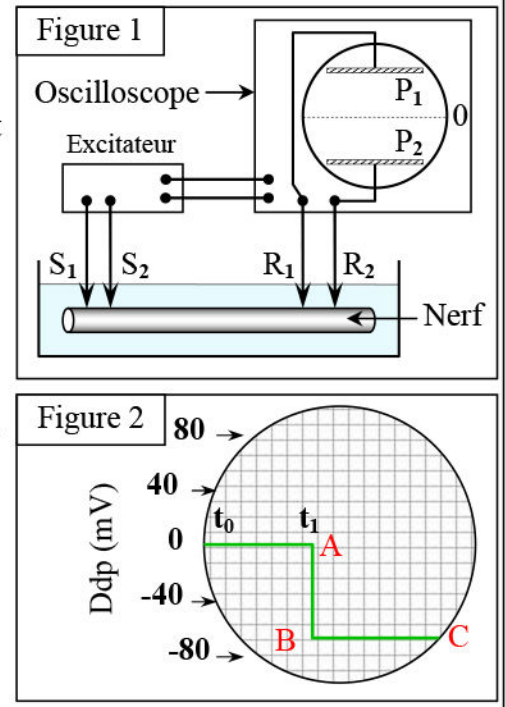 Figure 1
Oscilloscope
P₁
0
P₂
Excitateur
S₁ S₂ R₁ R₂
Nerf
Figure 2
Ddp (mV)
80
40
0
-40
-80
t₀ t₁
A
B C